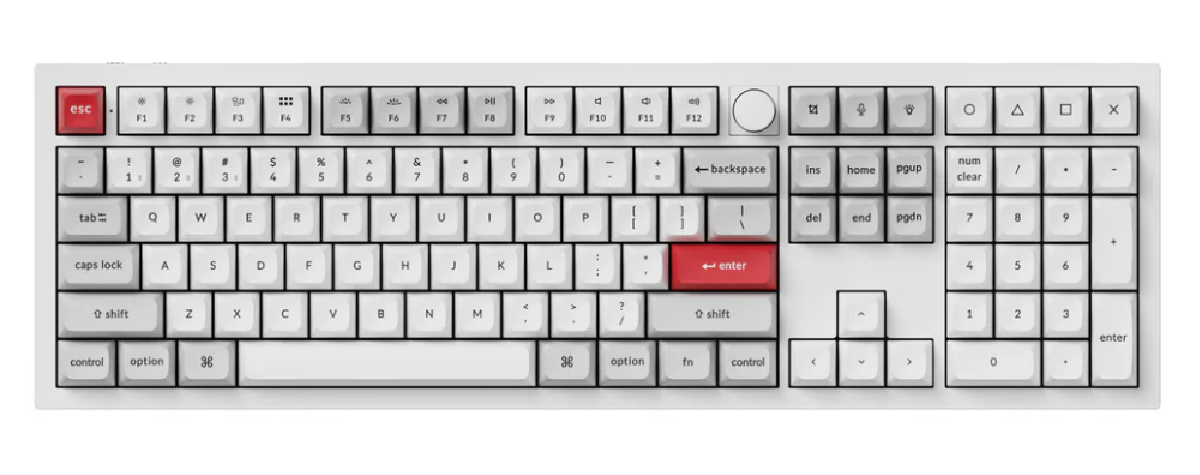 esc F1 F2 F3 F4 F5 F6 F7 F8 F9 F10 F11 F12
! @ # $ % ^ & * ( ) – +
1 2 3 4 5 6 7 8 9 0 - = ← backspace
ins home pgup
num
clear / * -
tab Q W E R T Y U I O P [ ] |
[ ] \
del end pgdn 7 8 9 +
caps lock A S D F G H J K L : ; ↵ enter
4 5 6
⇧ shift Z X C V B N M < > ?
/ ⇧ shift
^ 1 2 3 enter
control option ⌘ ⌘ option fn control
< ⌄ > 0 .